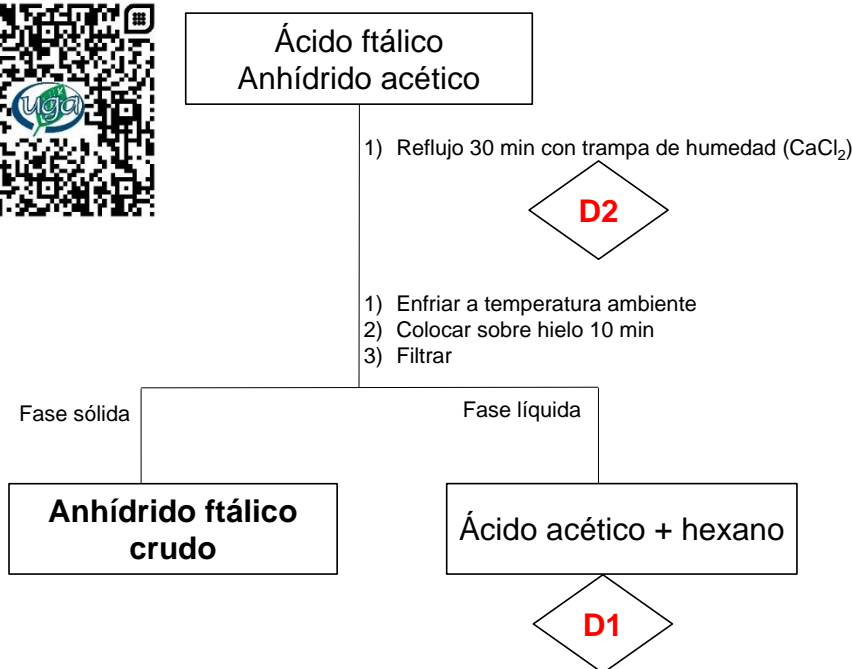 uga
Ácido ftálico
Anhídrido acético
1) Reflujo 30 min con trampa de humedad (CaCl₂)
D2
1) Enfriar a temperatura ambiente
2) Colocar sobre hielo 10 min
3) Filtrar
Fase sólida
Fase líquida
Anhídrido ftálico
crudo
Ácido acético + hexano
D1